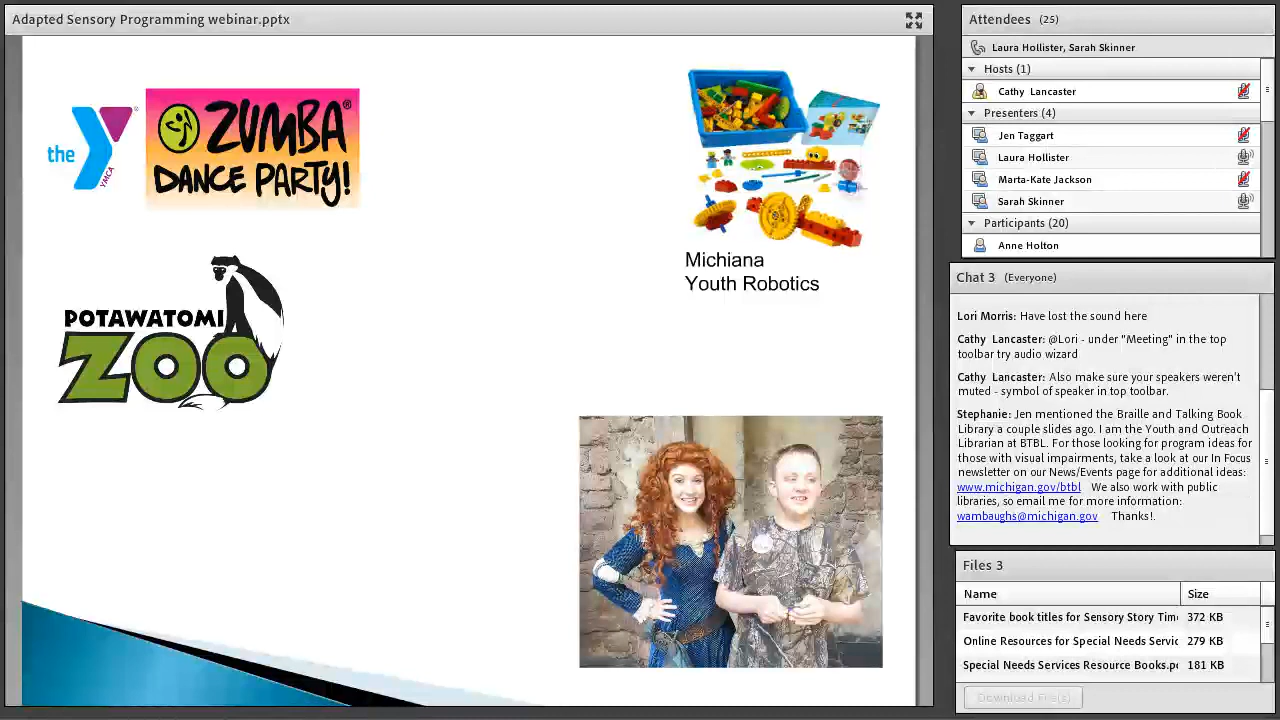 Adapted Sensory Programming webinar.pptx
the
YMCA
®
ZUMBA®
DANCE PARTY!
Michiana
Youth Robotics
POTAWATOMI
ZOO
Attendees (25)
Laura Hollister, Sarah Skinner
Hosts (1)
Cathy Lancaster
Presenters (4)
Jen Taggart
Laura Hollister
Marta-Kate Jackson
Sarah Skinner
Participants (20)
Anne Holton
Chat 3 (Everyone)
Lori Morris: Have lost the sound here
Cathy Lancaster: @Lori - under "Meeting" in the top
toolbar try audio wizard
Cathy Lancaster: Also make sure your speakers weren't
muted - symbol of speaker in top toolbar.
Stephanie: Jen mentioned the Braille and Talking Book
Library a couple slides ago. I am the Youth and Outreach
Librarian at BTBL. For those looking for program ideas for
those with visual impairments, take a look at our In Focus
newsletter on our News/Events page for additional ideas:
www.michigan.gov/btbl We also work with public
libraries, so email me for more information:
wambaughs@michigan.gov Thanks!
Files 3
Name Size
Favorite book titles for Sensory Story Tim 372 KB
Online Resources for Special Needs Servic 279 KB
Special Needs Services Resource Books.p 181 KB
Download File(s)